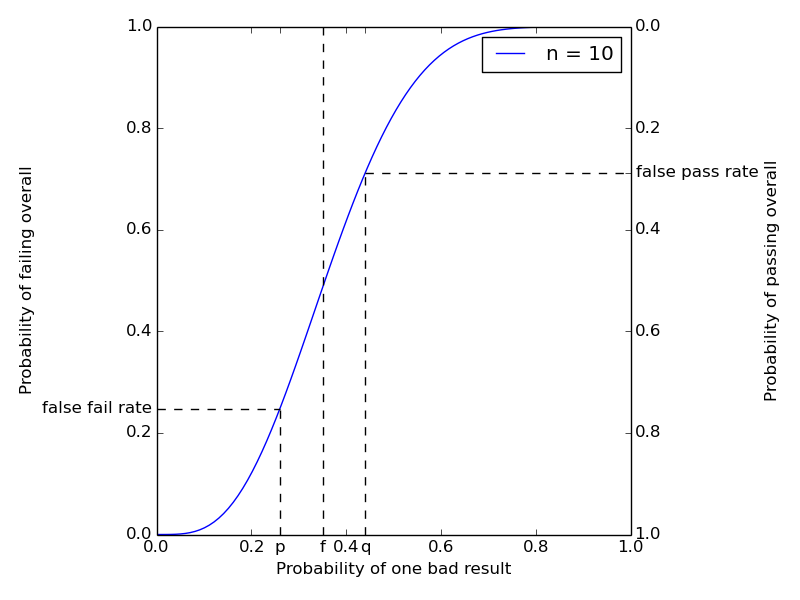 1.0
0.8
0.6
0.4
0.2
0.0
false fail rate
Probability of failing overall
n = 10
0.0
0.2
0.4
0.6
0.8
1.0
false pass rate
Probability of passing overall
0.0 0.2 p f 0.4 q 0.6 0.8 1.0
Probability of one bad result